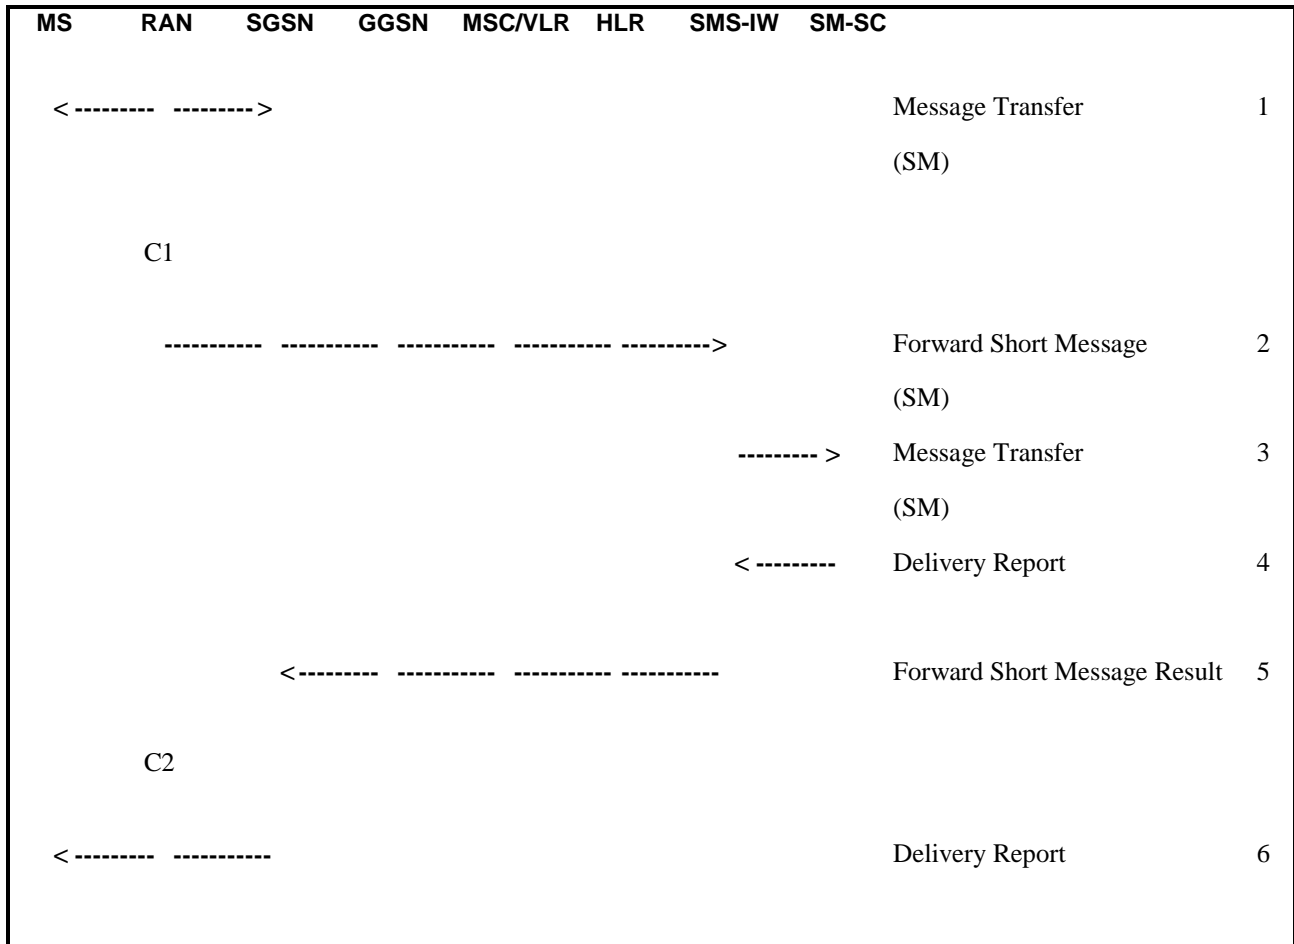 MS RAN SGSN GGSN MSC/VLR HLR SMS-IW SM-SC
< --------- ---------> Message Transfer 1
(SM)
C1
----------- ----------- ----------- ----------- ----------> Forward Short Message 2
(SM)
--------- > Message Transfer 3
(SM)
< --------- Delivery Report 4
<--------- ----------- ----------- ----------- Forward Short Message Result 5
C2
< --------- ----------- Delivery Report 6